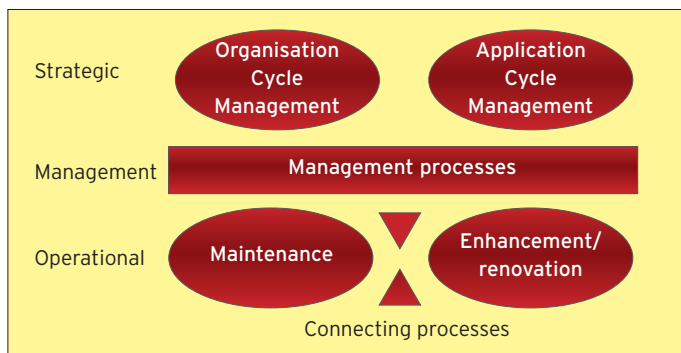 Strategic
Organisation
Cycle
Management
Application
Cycle
Management
Management
Management processes
Operational
Maintenance
Enhancement/
renovation
Connecting processes